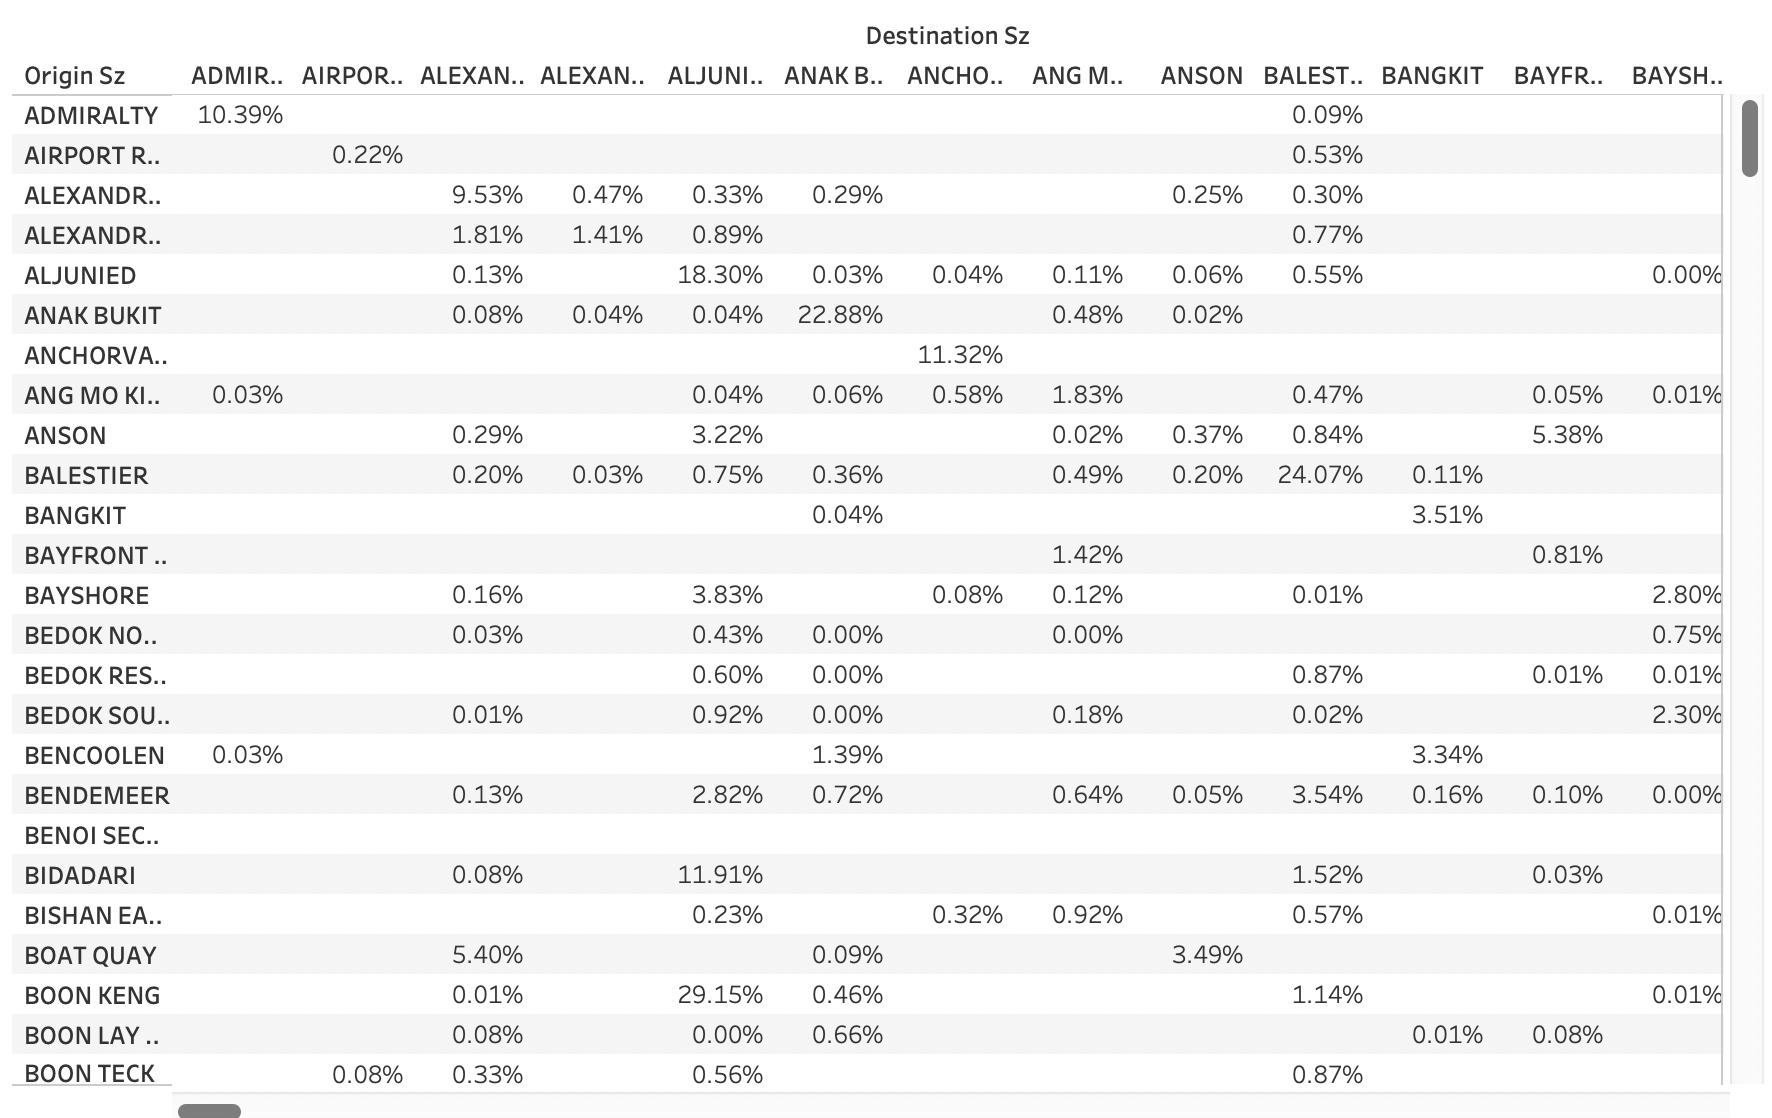 Destination Sz
Origin Sz ADMIR.. AIRPOR.. ALEXAN.. ALEXAN.. ALJUNI.. ANAK B.. ANCHO.. ANG M.. ANSON BALEST.. BANGKIT BAYFR.. BAYSH..
ADMIRALTY 10.39% 0.09%
AIRPORT R.. 0.22% 0.53%
ALEXANDR.. 9.53% 0.47% 0.33% 0.29% 0.25% 0.30%
ALEXANDR.. 1.81% 1.41% 0.89% 0.77%
ALJUNIED 0.13% 18.30% 0.03% 0.04% 0.11% 0.06% 0.55% 0.00%
ANAK BUKIT 0.08% 0.04% 0.04% 22.88% 0.48% 0.02%
ANCHORVA.. 11.32%
ANG MO KI.. 0.03% 0.04% 0.06% 0.58% 1.83% 0.47% 0.05% 0.01%
ANSON 0.29% 3.22% 0.02% 0.37% 0.84% 5.38%
BALESTIER 0.20% 0.03% 0.75% 0.36% 0.49% 0.20% 24.07% 0.11%
BANGKIT 0.04% 3.51%
BAYFRONT .. 1.42% 0.81%
BAYSHORE 0.16% 3.83% 0.08% 0.12% 0.01% 2.80%
BEDOK NO.. 0.03% 0.43% 0.00% 0.00% 0.75%
BEDOK RES.. 0.60% 0.00% 0.87% 0.01% 0.01%
BEDOK SOU.. 0.01% 0.92% 0.00% 0.18% 0.02% 2.30%
BENCOOLEN 0.03% 1.39% 3.34%
BENDEMEER 0.13% 2.82% 0.72% 0.64% 0.05% 3.54% 0.16% 0.10% 0.00%
BENOI SEC..
BIDADARI 0.08% 11.91% 1.52% 0.03%
BISHAN EA.. 0.23% 0.32% 0.92% 0.57% 0.01%
BOAT QUAY 5.40% 0.09% 3.49%
BOON KENG 0.01% 29.15% 0.46% 1.14% 0.01%
BOON LAY .. 0.08% 0.00% 0.66% 0.01% 0.08%
BOON TECK 0.08% 0.33% 0.56% 0.87%